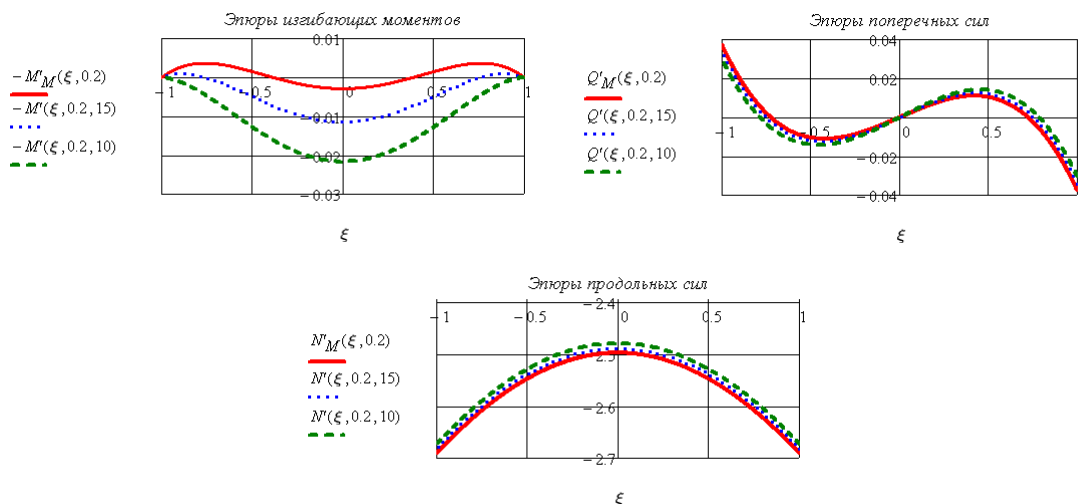 Эпюры изгибающих моментов
0.01
− M'M(ξ,0.2)
− M'(ξ,0.2,15)
− M'(ξ,0.2,10)
− 1
− 0.5
0
0.5
1
− 0.01
− 0.02
− 0.03
ξ
Эпюры поперечных сил
0.04
0.02
Q'M(ξ,0.2)
Q'(ξ,0.2,15)
Q'(ξ,0.2,10)
− 1
− 0.5
0
0.5
− 0.02
− 0.04
ξ
Эпюры продольных сил
− 2.4
− 1
− 0.5
0
0.5
1
N'M(ξ,0.2)
N'(ξ,0.2,15)
N'(ξ,0.2,10)
− 2.5
− 2.6
− 2.7
ξ